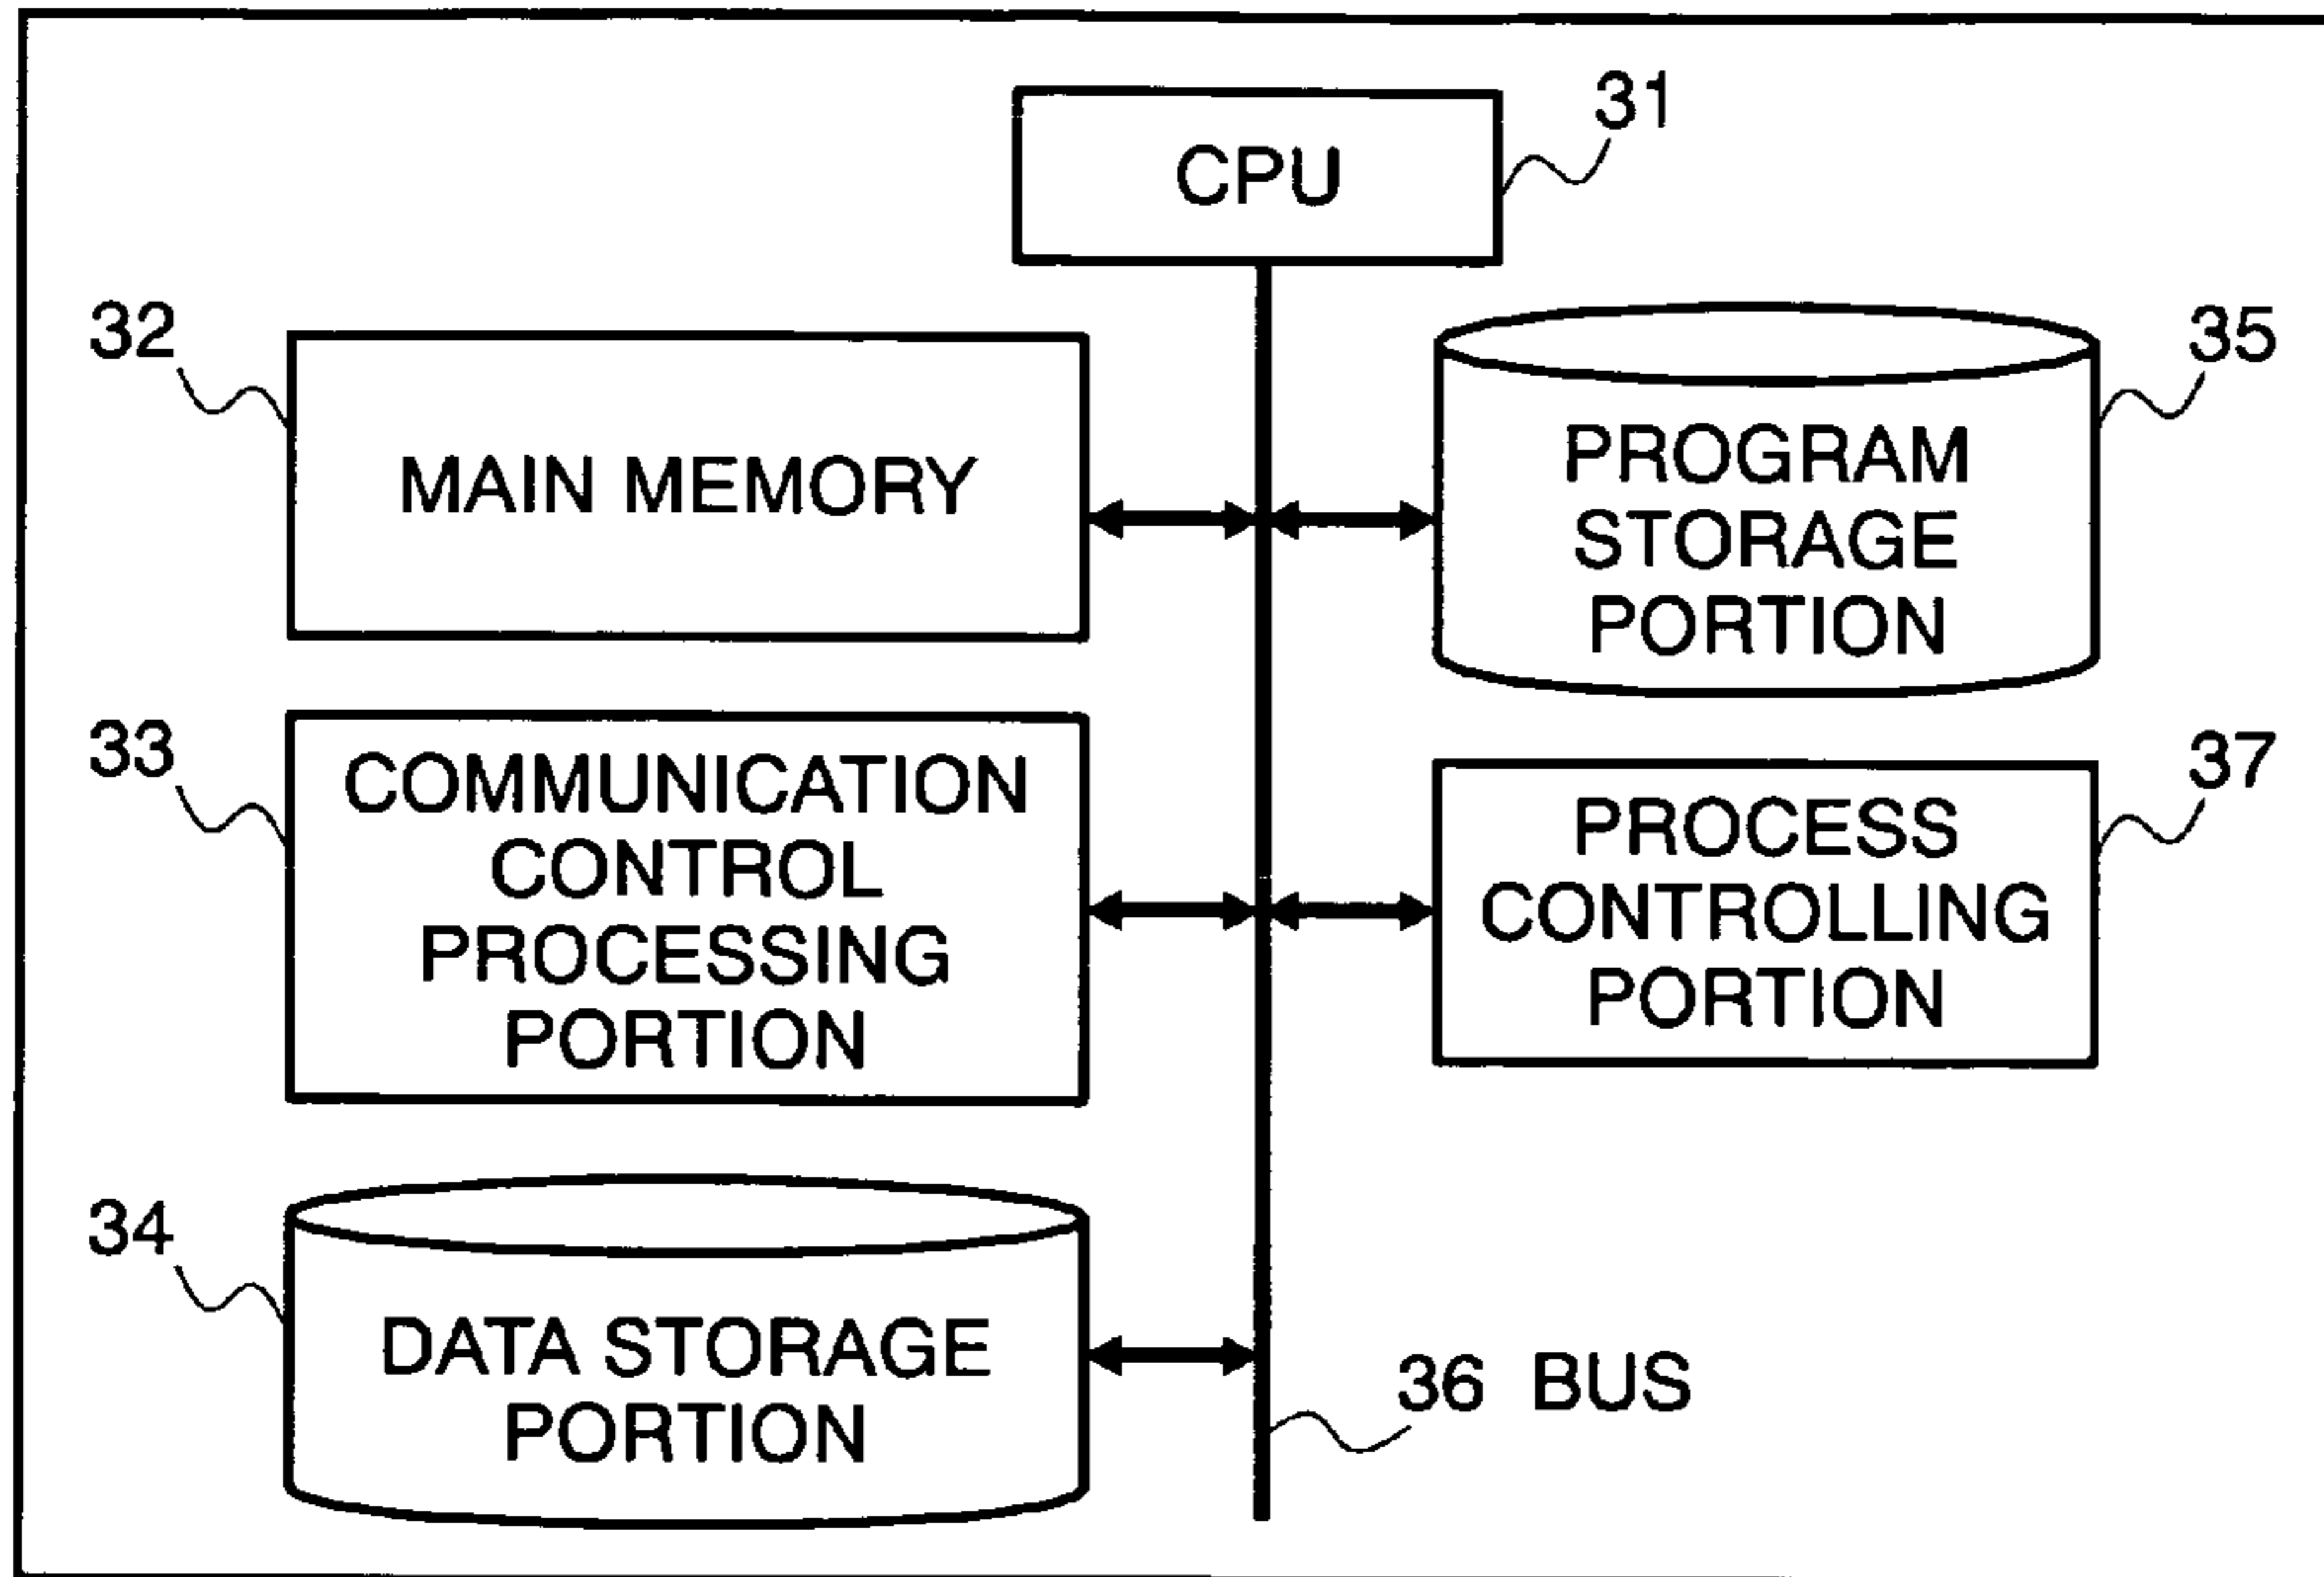 31
CPU
32
MAIN MEMORY
35
PROGRAM
STORAGE
PORTION
33
COMMUNICATION
CONTROL
PROCESSING
PORTION
37
PROCESS
CONTROLLING
PORTION
34
DATA STORAGE
PORTION
36 BUS